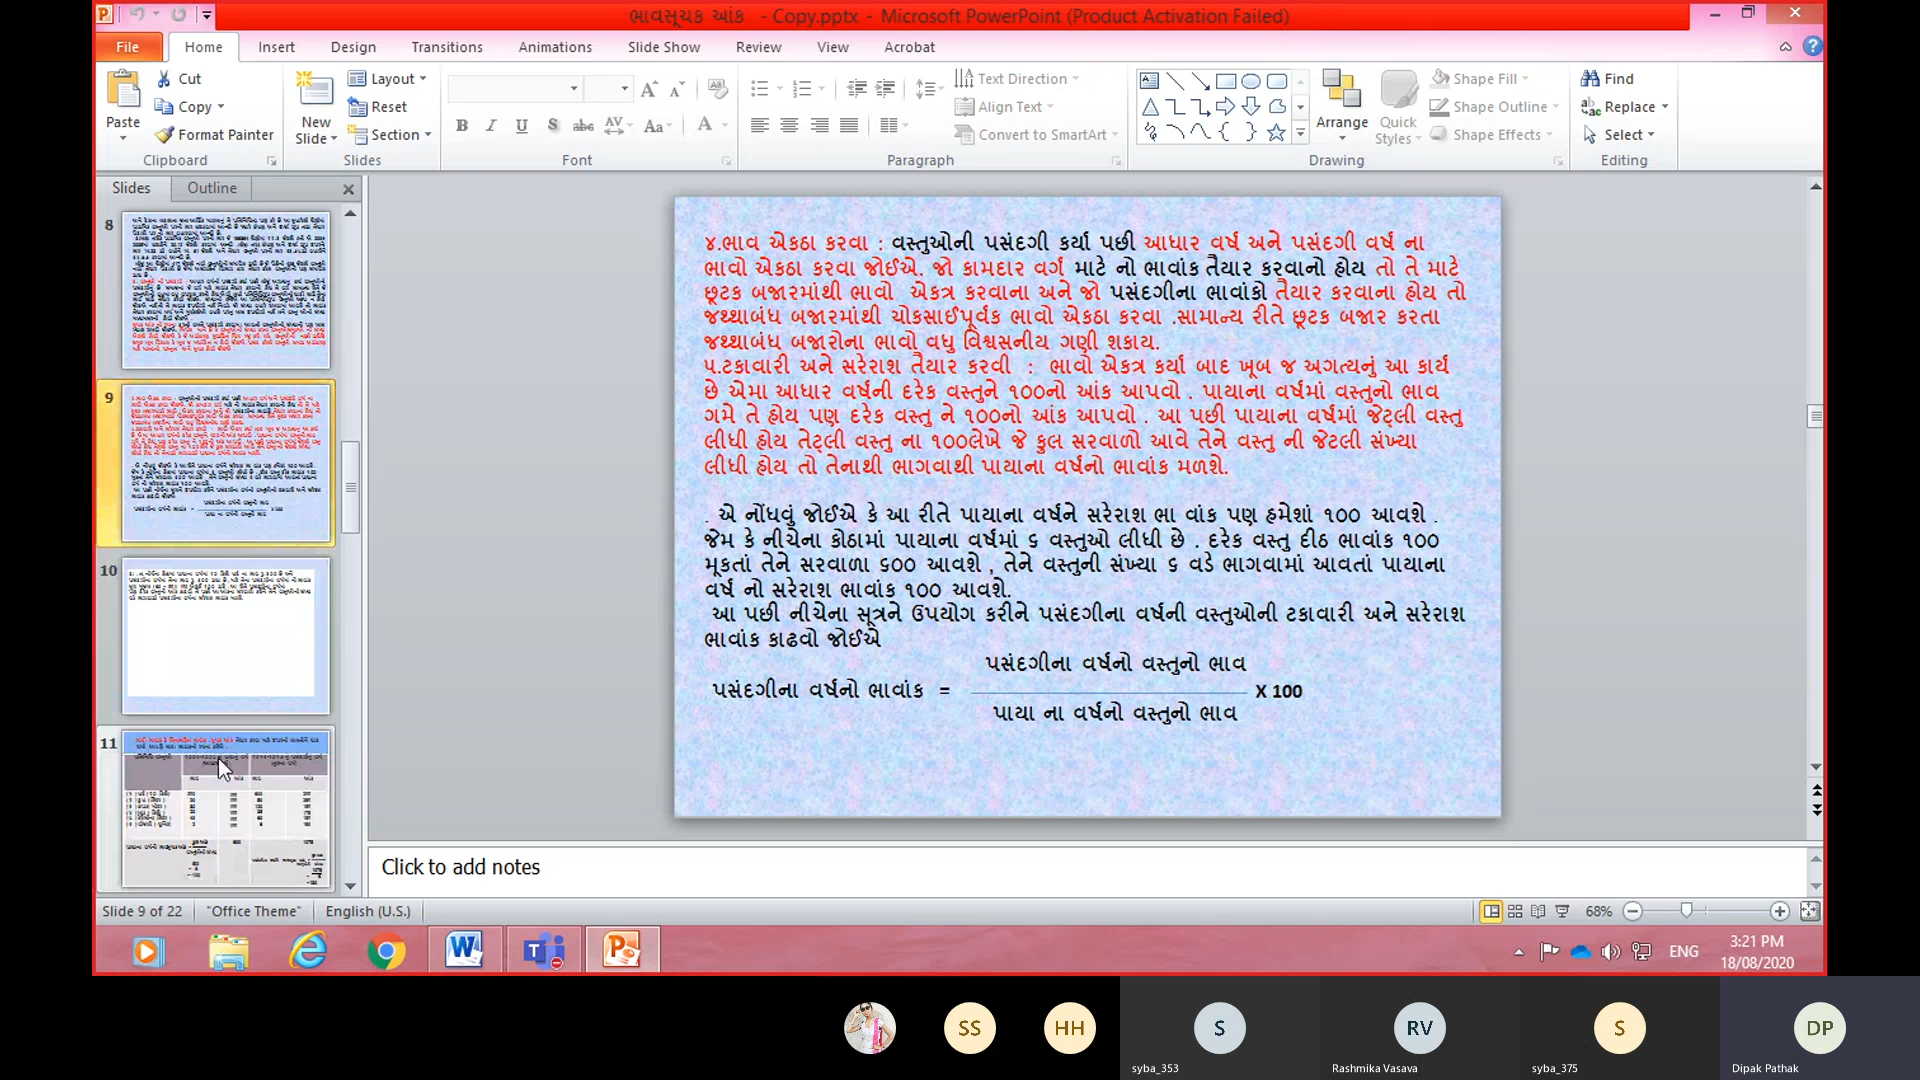 ભાવસૂચક આંક - Copy.pptx - Microsoft PowerPoint (Product Activation Failed)
File Home Insert Design Transitions Animations Slide Show Review View Acrobat
Cut
Copy
Format Painter
Paste
Clipboard
New Slide
Layout
Reset
Section
Slides
Font
Text Direction
Align Text
Convert to SmartArt
Paragraph
Arrange
Quick Styles
Shape Fill
Shape Outline
Shape Effects
Drawing
Find
Replace
Select
Editing
Slides Outline
8
9
10
11
૪.ભાવ એકઠા કરવા : વસ્તુઓની પસંદગી કર્યા પછી આધાર વર્ષ અને પસંદગી વર્ષ ના
ભાવો એકઠા કરવા જોઈએ. જો કામદાર વર્ગ માટે નો ભાવાંક તૈયાર કરવાનો હોય તો તે માટે
છૂટક બજારમાંથી ભાવો એકત્ર કરવાના અને જો પસંદગીના ભાવાંકો તૈયાર કરવાના હોય તો
જથ્થાબંધ બજારમાંથી ચોકસાઈપૂર્વક ભાવો એકઠા કરવા .સામાન્ય રીતે છૂટક બજાર કરતા
જથ્થાબંધ બજારોના ભાવો વધુ વિશ્વસનીય ગણી શકાય.
૫.ટકાવારી અને સરેરાશ તૈયાર કરવી : ભાવો એકત્ર કર્યા બાદ ખૂબ જ અગત્યનું આ કાર્ય
છે એમા આધાર વર્ષની દરેક વસ્તુને ૧૦૦નો આંક આપવો . પાયાના વર્ષમાં વસ્તુનો ભાવ
ગમે તે હોય પણ દરેક વસ્તુ ને ૧૦૦નો આંક આપવો . આ પછી પાયાના વર્ષમાં જેટ્લી વસ્તુ
લીધી હોય તેટ્લી વસ્તુ ના ૧૦૦લેખે જે કુલ સરવાળો આવે તેને વસ્તુ ની જેટલી સંખ્યા
લીધી હોય તો તેનાથી ભાગવાથી પાયાના વર્ષનો ભાવાંક મળશે.
. એ નોંધવું જોઈએ કે આ રીતે પાયાના વર્ષને સરેરાશ ભા વાંક પણ હમેશાં ૧૦૦ આવશે .
જેમ કે નીચેના કોઠામાં પાયાના વર્ષમાં ૬ વસ્તુઓ લીધી છે . દરેક વસ્તુ દીઠ ભાવાંક ૧૦૦
મૂકતાં તેને સરવાળા ૬૦૦ આવશે , તેને વસ્તુની સંખ્યા ૬ વડે ભાગવામાં આવતાં પાયાના
વર્ષ નો સરેરાશ ભાવાંક ૧૦૦ આવશે.
આ પછી નીચેના સૂત્રને ઉપયોગ કરીને પસંદગીના વર્ષની વસ્તુઓની ટકાવારી અને સરેરાશ
ભાવાંક કાઢવો જોઈએ
પસંદગીના વર્ષનો વસ્તુનો ભાવ
પસંદગીના વર્ષનો ભાવાંક = X 100
પાયા ના વર્ષનો વસ્તુનો ભાવ
Click to add notes
Slide 9 of 22 "Office Theme" English (U.S.) 68%
ENG 3:21 PM
18/08/2020
SS HH S RV S DP
syba_353 Rashmika Vasava syba_375 Dipak Pathak